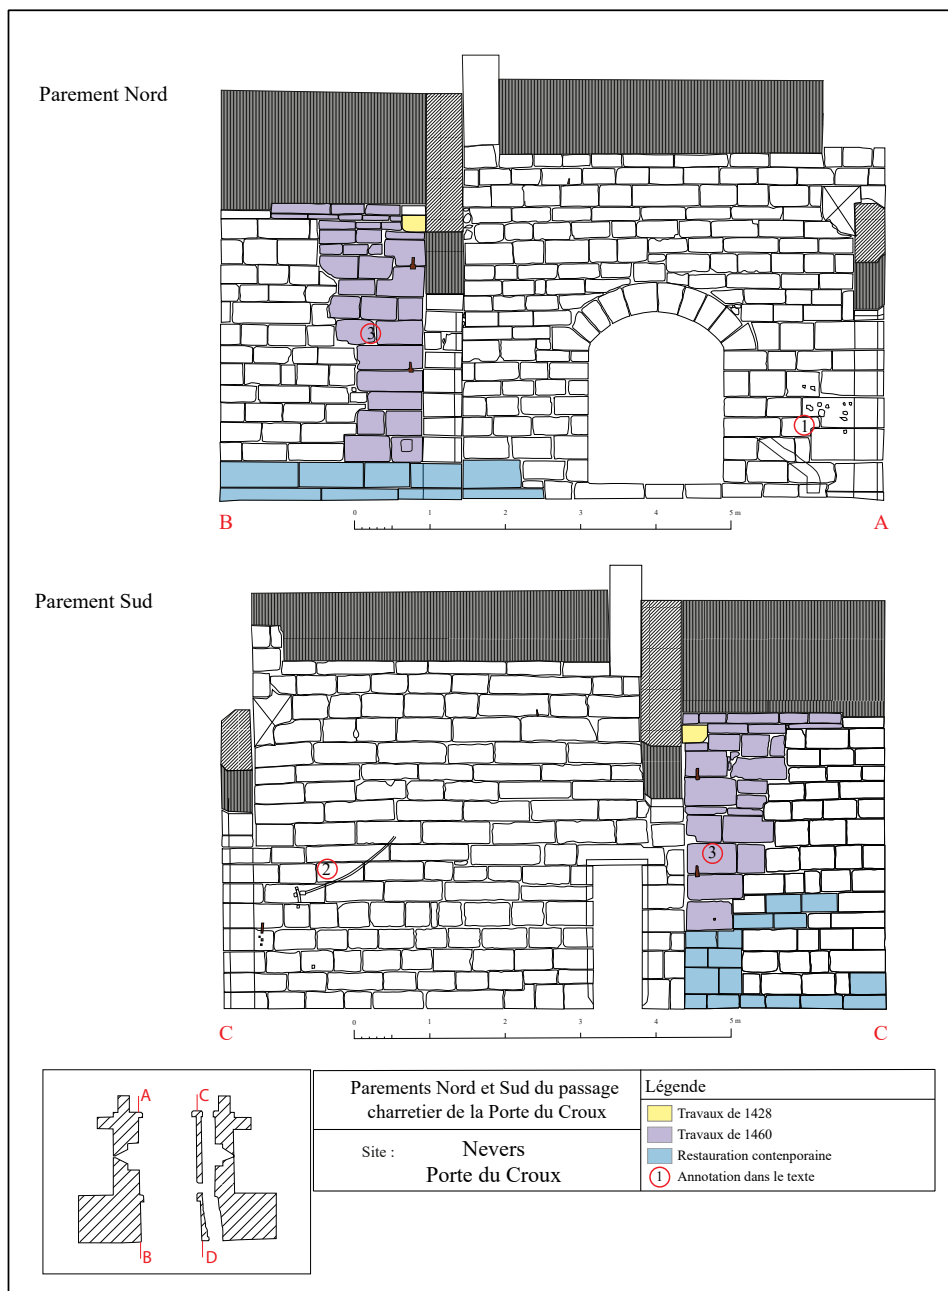 Parement Nord
3
1
B
A
0 1 2 3 4 5 m
Parement Sud
2
3
C
C
0 1 2 3 4 5 m
A
C
B
D
Parements Nord et Sud du passage
charretier de la Porte du Croux
Site : Nevers
Porte du Croux
Légende
Travaux de 1428
Travaux de 1460
Restauration contenporaine
1 Annotation dans le texte